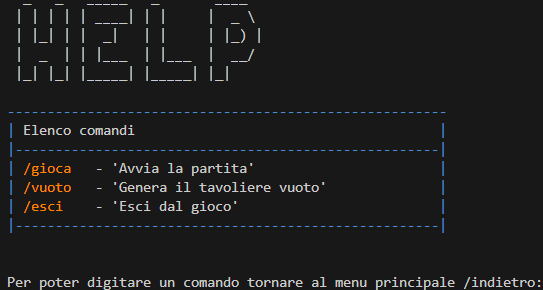 HELP
Elenco comandi
/gioca - 'Avvia la partita'
/vuoto - 'Genera il tavoliere vuoto'
/esci - 'Esci dal gioco'
Per poter digitare un comando tornare al menu principale /indietro: